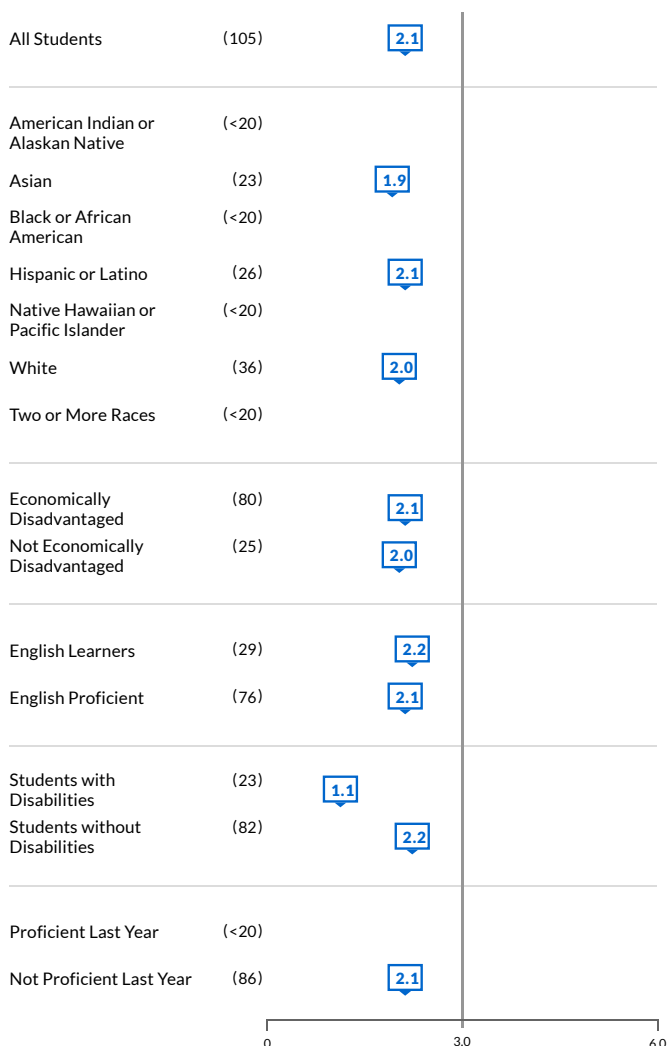 All Students (105) 2.1
American Indian or (<20)
Alaskan Native
Asian (23) 1.9
Black or African (<20)
American
Hispanic or Latino (26) 2.1
Native Hawaiian or (<20)
Pacific Islander
White (36) 2.0
Two or More Races (<20)
Economically (80) 2.1
Disadvantaged
Not Economically (25) 2.0
Disadvantaged
English Learners (29) 2.2
English Proficient (76) 2.1
Students with (23) 1.1
Disabilities
Students without (82) 2.2
Disabilities
Proficient Last Year (<20)
Not Proficient Last Year (86) 2.1
0 3.0 6.0